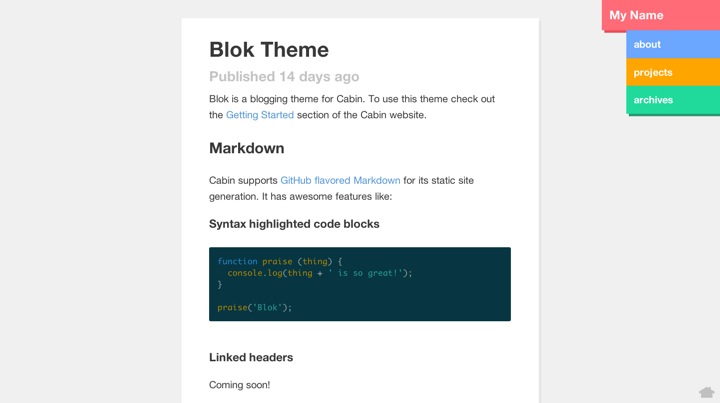 My Name
about
projects
archives
Blok Theme
Published 14 days ago
Blok is a blogging theme for Cabin. To use this theme check out
the Getting Started section of the Cabin website.
Markdown
Cabin supports GitHub flavored Markdown for its static site
generation. It has awesome features like:
Syntax highlighted code blocks
function praise (thing) {
  console.log(thing + ' is so great!');
}
praise('Blok');
Linked headers
Coming soon!